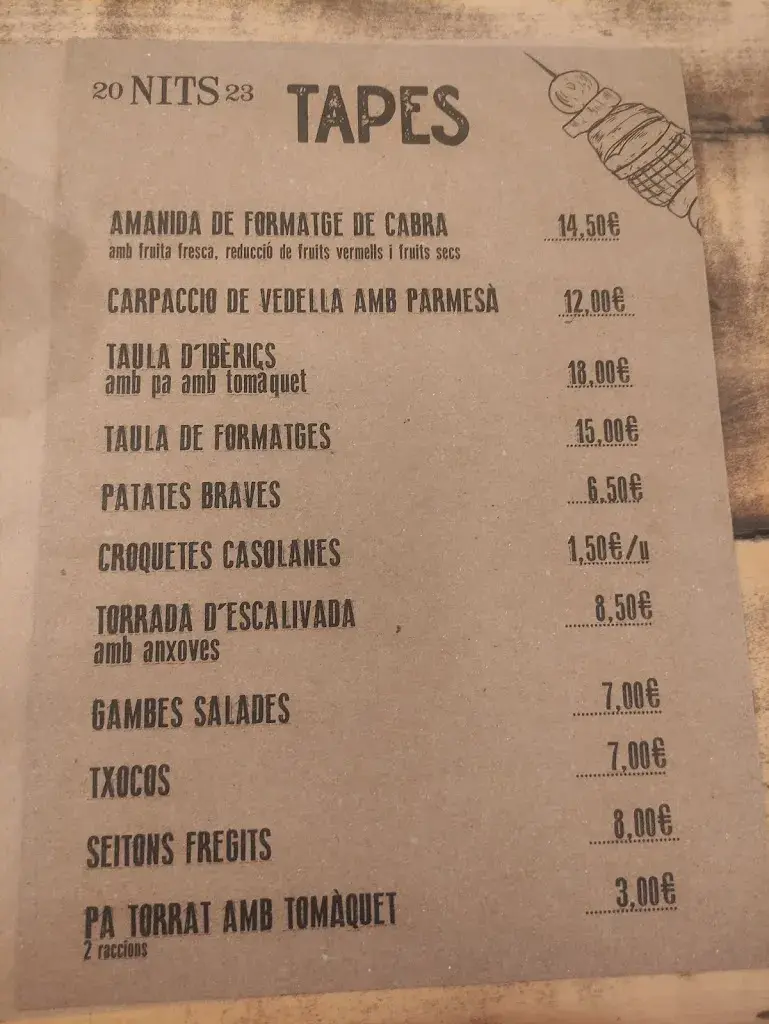 20 NITS 23 TAPES
AMANIDA DE FORMATGE DE CABRA 14,50€
amb fruita fresca, reducció de fruits vermells i fruits secs
CARPACCIO DE VEDELLA AMB PARMESÀ 12,00€
TAULA D'IBÈRICS
amb pa amb tomàquet 18,00€
TAULA DE FORMATGES 15,00€
PATATES BRAVES 6,50€
CROQUETES CASOLANES 1,50€/u
TORRADA D'ESCALIVADA 8,50€
amb anxoves
GAMBES SALADES 7,00€
TXOCOS 7,00€
SEITONS FREGITS 8,00€
PA TORRAT AMB TOMÀQUET 3,00€
2 raccions